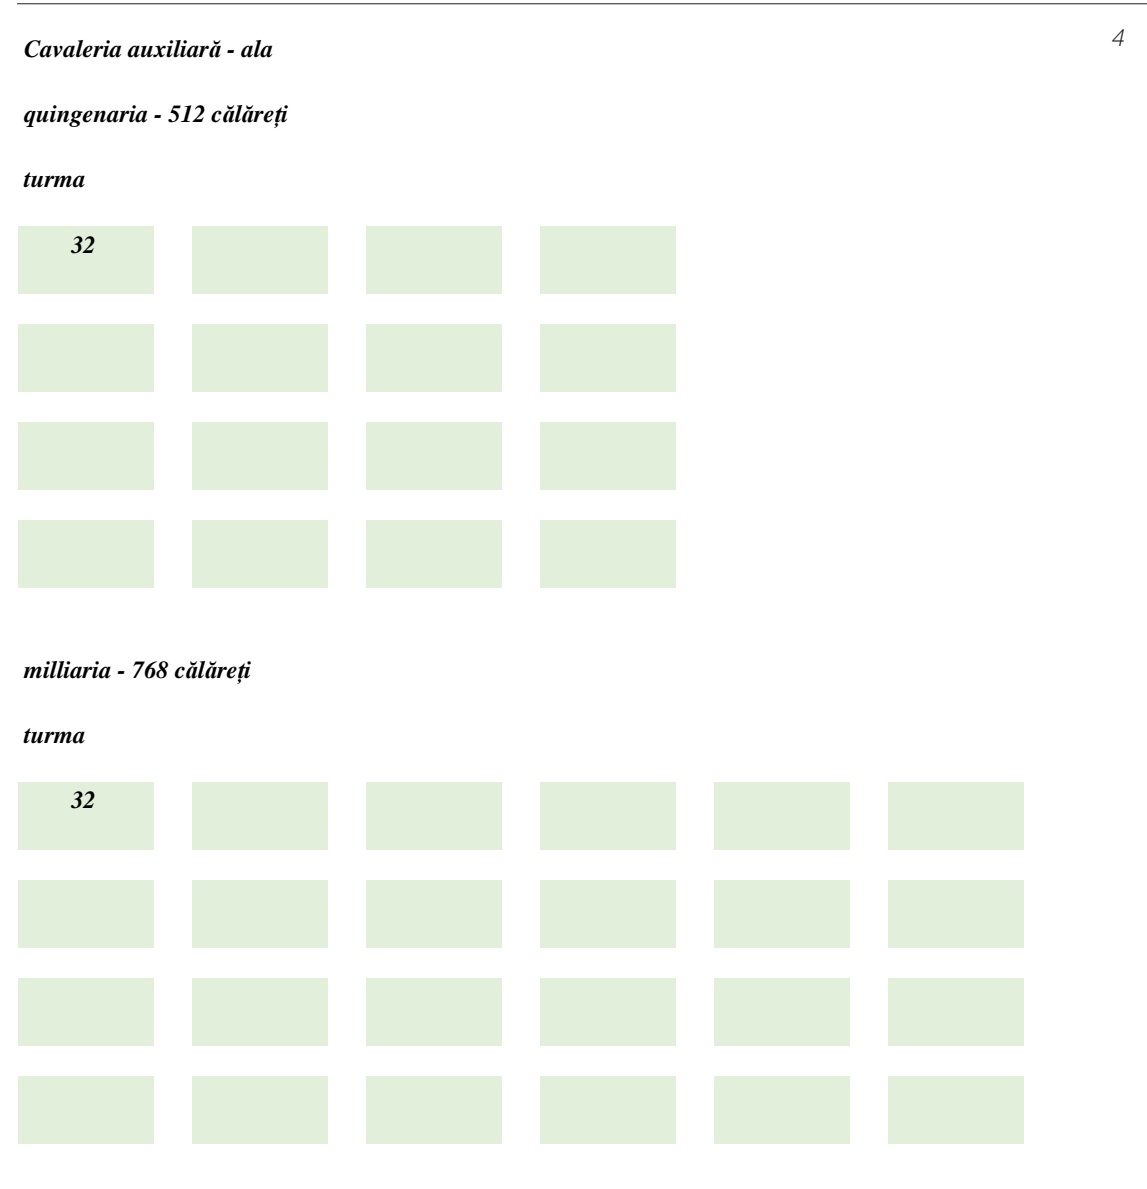 4
Cavaleria auxiliară - ala
quingenaria - 512 călăreți
turma
32
milliaria - 768 călăreți
turma
32